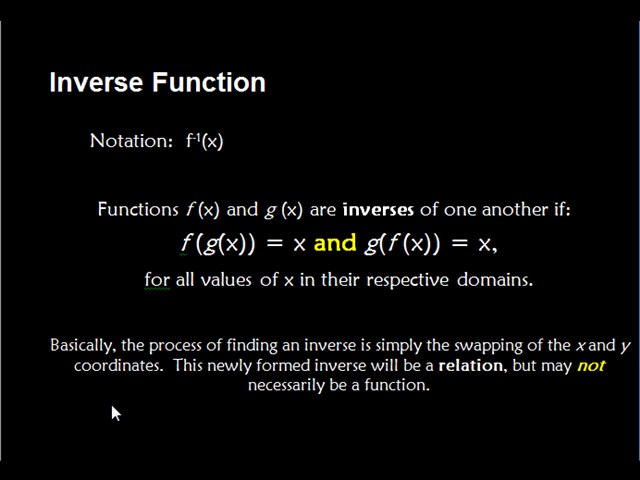 Inverse Function
Notation: f⁻¹(x)
Functions f (x) and g (x) are inverses of one another if:
f (g(x)) = x and g(f (x)) = x,
for all values of x in their respective domains.
Basically, the process of finding an inverse is simply the swapping of the x and y
coordinates. This newly formed inverse will be a relation, but may not
necessarily be a function.